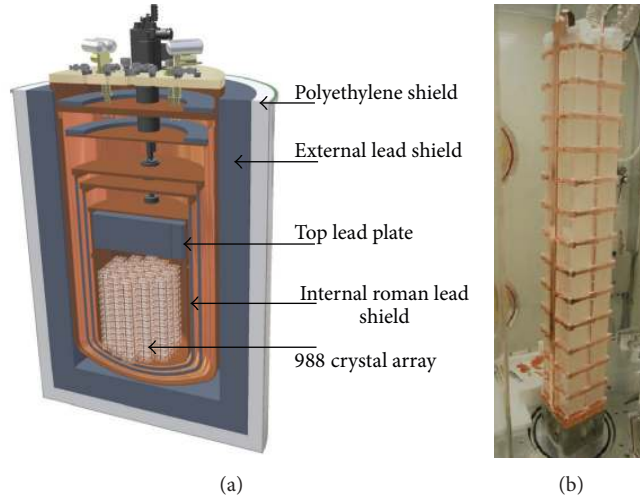 Polyethylene shield
External lead shield
Top lead plate
Internal roman lead
shield
988 crystal array
(a)
(b)